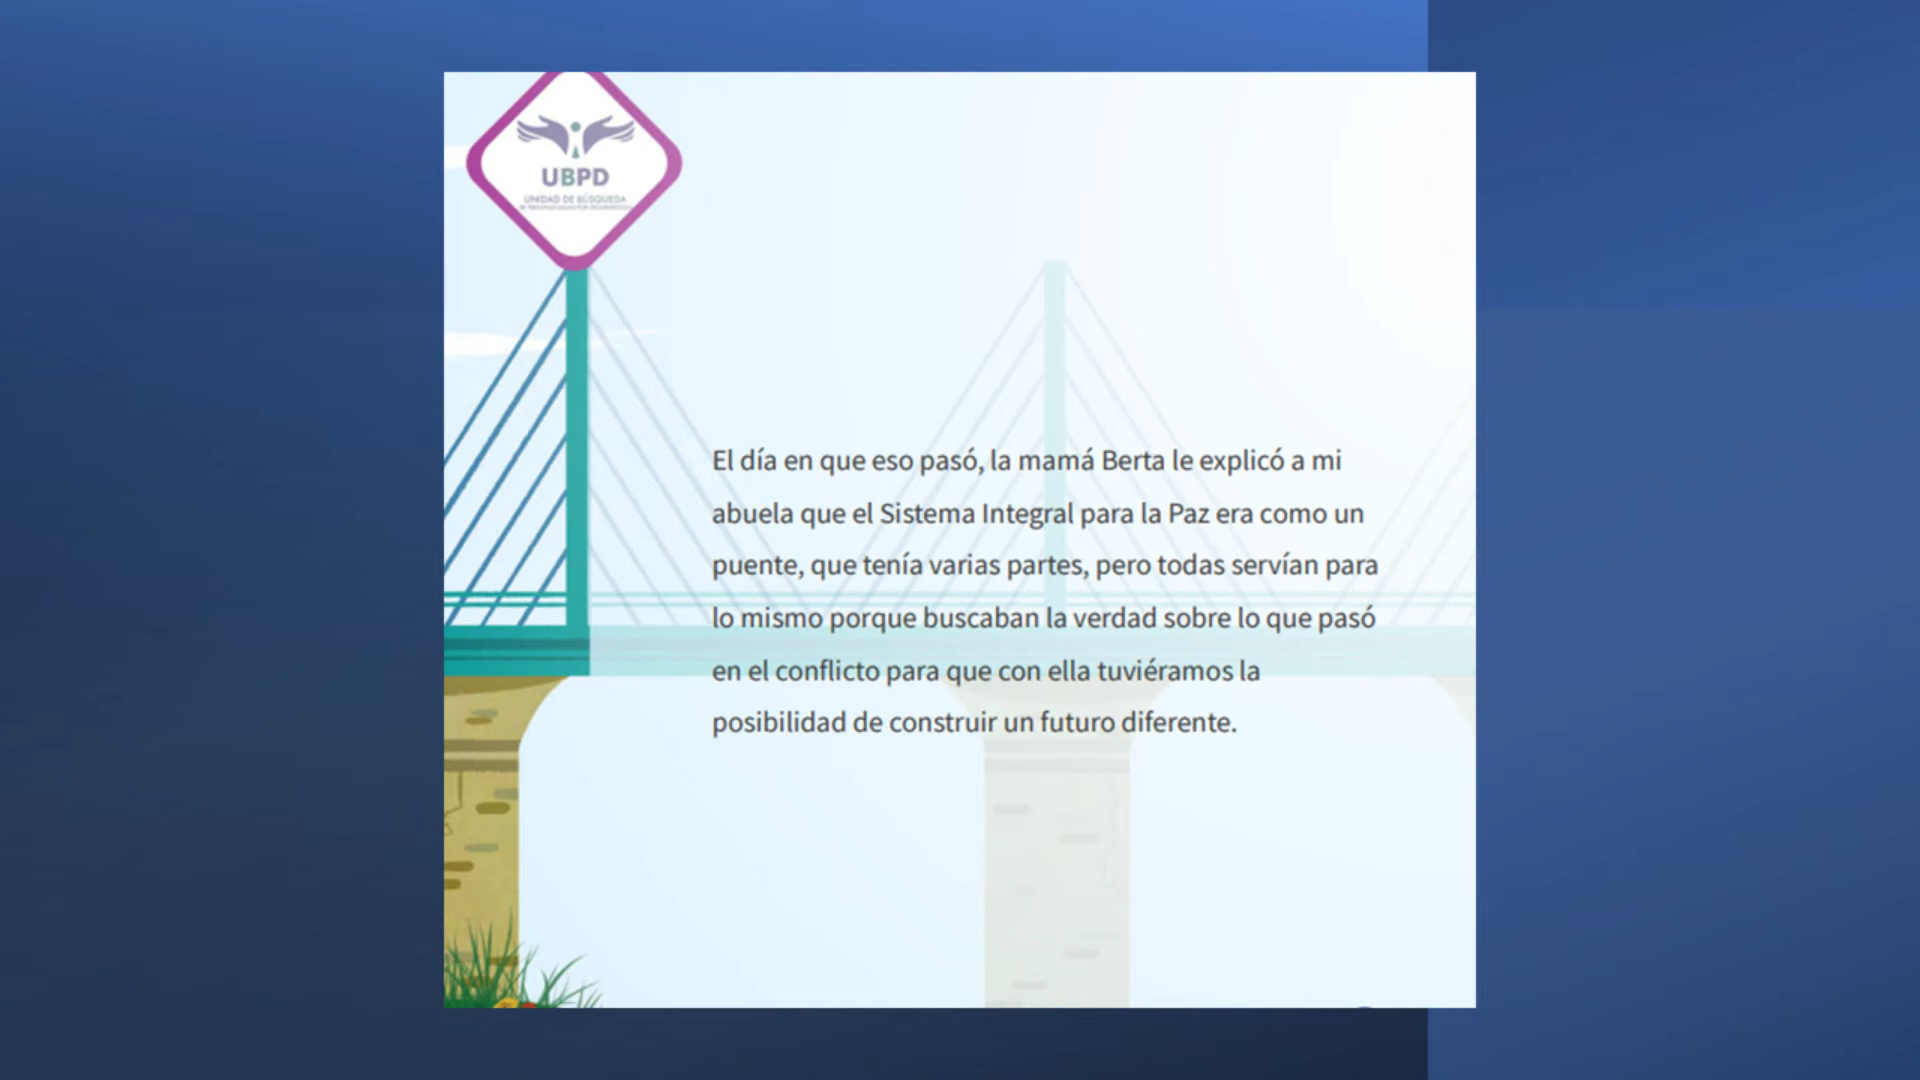 UBPD
UNIDAD DE BÚSQUEDA
El día en que eso pasó, la mamá Berta le explicó a mi
abuela que el Sistema Integral para la Paz era como un
puente, que tenía varias partes, pero todas servían para
lo mismo porque buscaban la verdad sobre lo que pasó
en el conflicto para que con ella tuviéramos la
posibilidad de construir un futuro diferente.